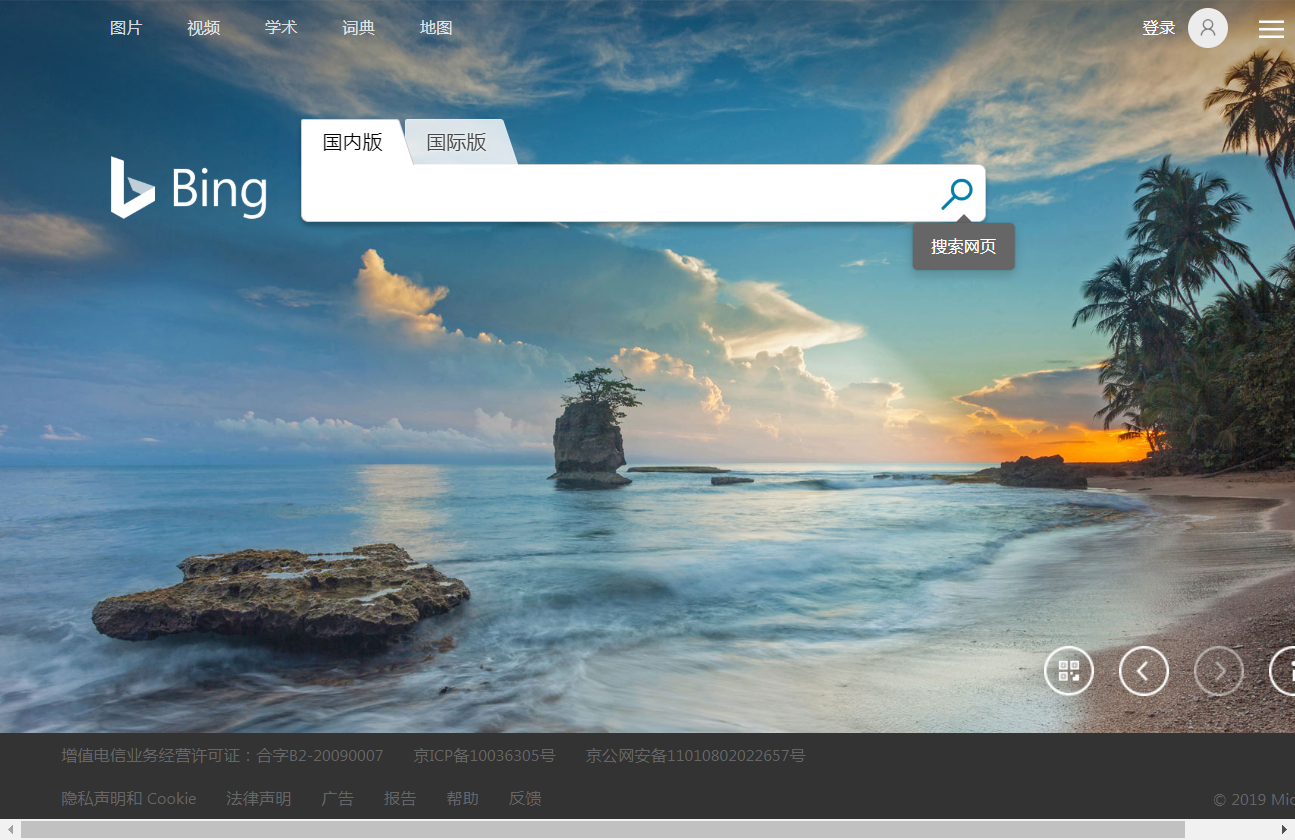 图片 视频 学术 词典 地图 登录
国内版 国际版
Bing
搜索网页
增值电信业务经营许可证：合字B2-20090007 京ICP备10036305号 京公网安备11010802022657号
隐私声明和 Cookie 法律声明 广告 报告 帮助 反馈 © 2019 Mic